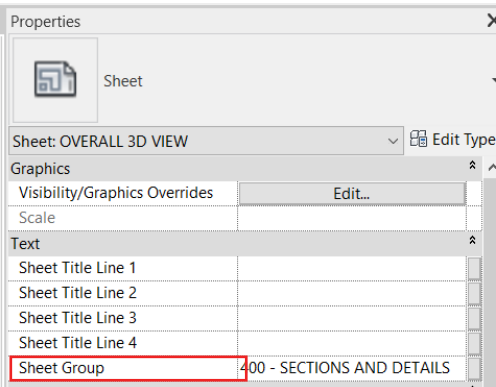 Properties
Sheet
Sheet: OVERALL 3D VIEW Edit Type
Graphics
Visibility/Graphics Overrides Edit...
Scale
Text
Sheet Title Line 1
Sheet Title Line 2
Sheet Title Line 3
Sheet Title Line 4
Sheet Group 400 - SECTIONS AND DETAILS